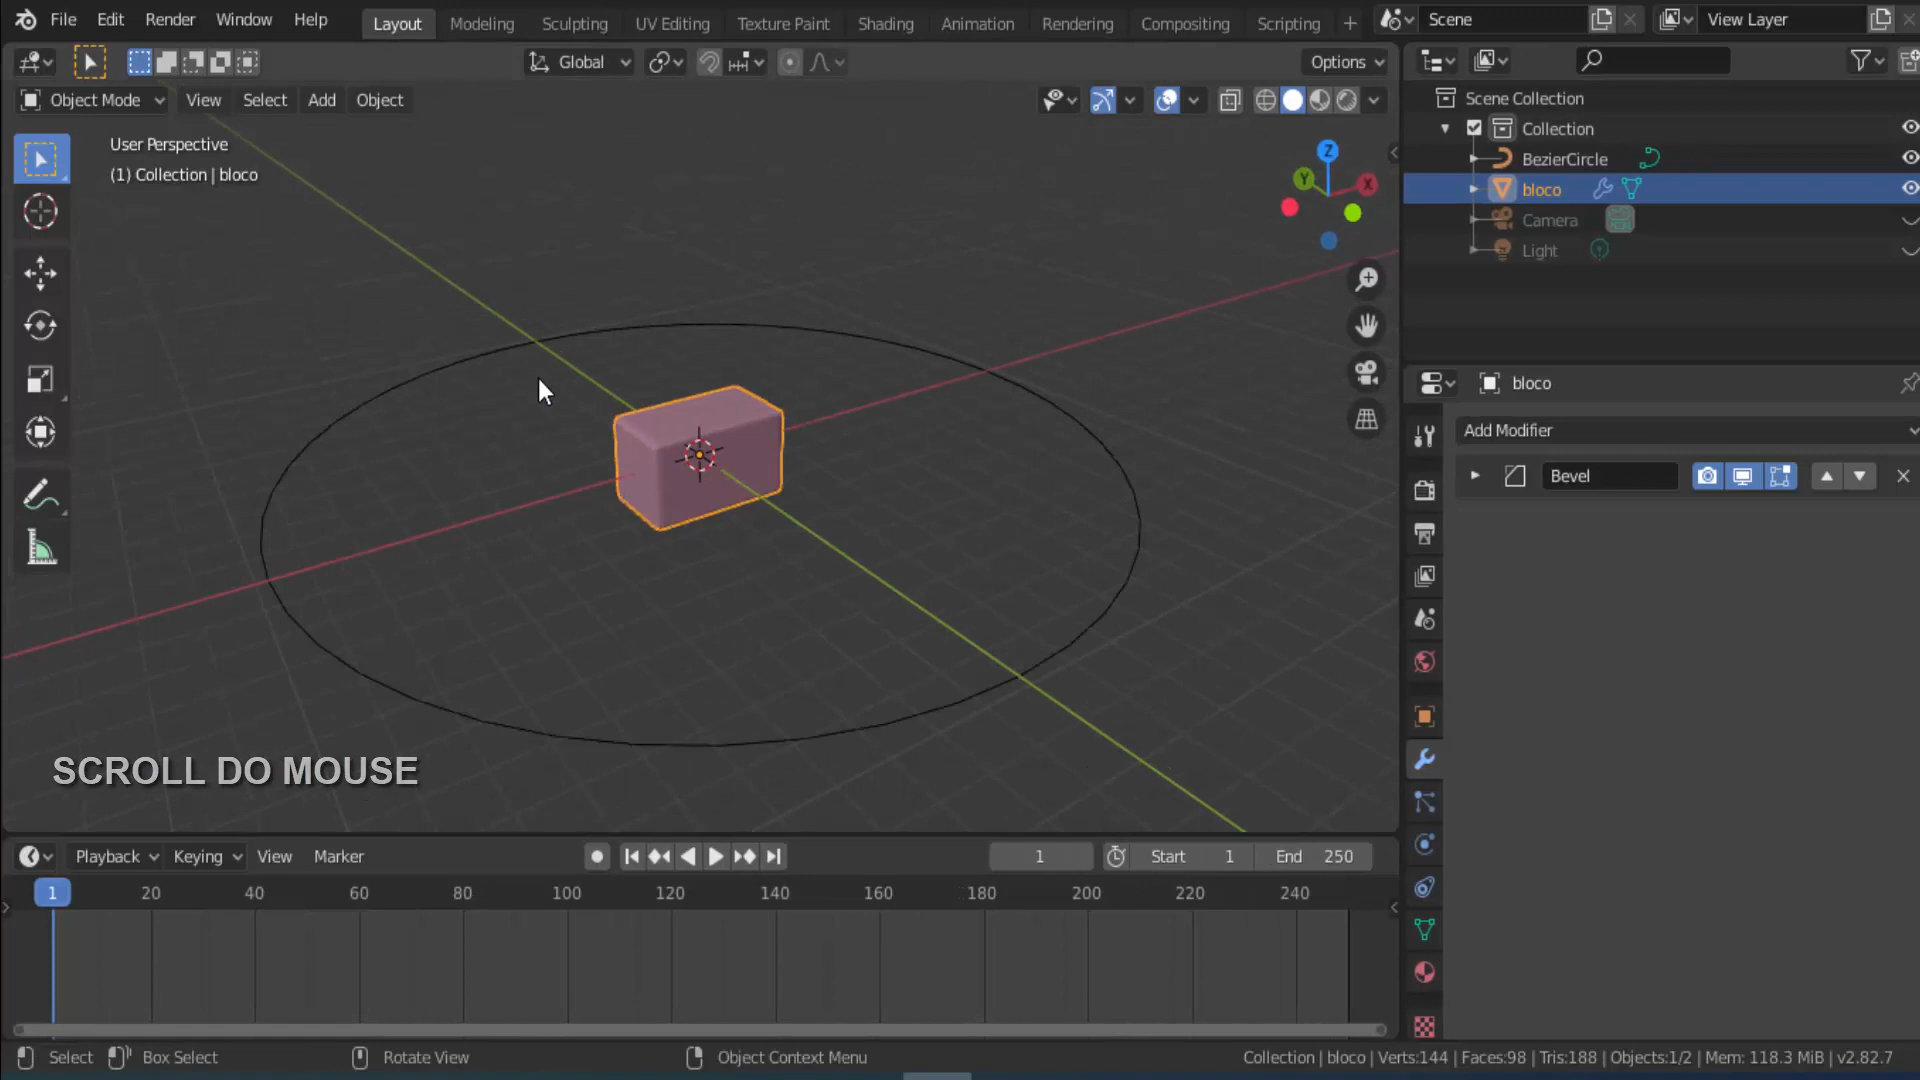 File Edit Render Window Help Layout Modeling Sculpting UV Editing Texture Paint Shading Animation Rendering Compositing Scripting Scene View Layer
Global Options
Object Mode View Select Add Object
Scene Collection
Collection
BezierCircle
bloco
Camera
Light
User Perspective
(1) Collection | bloco
Z
Y
X
bloco
Add Modifier
Bevel
SCROLL DO MOUSE
Playback Keying View Marker 1 Start 1 End 250
1 20 40 60 80 100 120 140 160 180 200 220 240
Select Box Select Rotate View Object Context Menu Collection | bloco | Verts:144 | Faces:98 | Tris:188 | Objects:1/2 | Mem: 118.3 MiB | v2.82.7